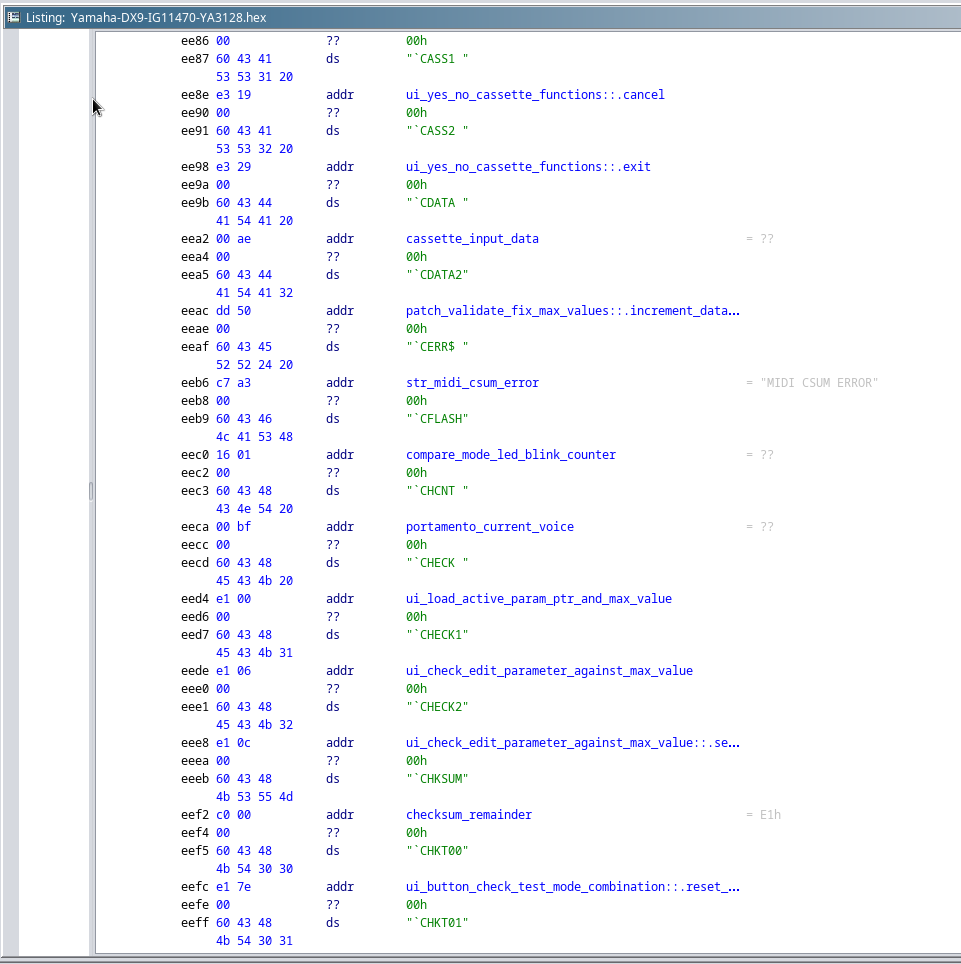 Listing: Yamaha-DX9-IG11470-YA3128.hex
ee86 00 ?? 00h
ee87 60 43 41 ds "`CASS1 "
53 53 31 20
ee8e e3 19 addr ui_yes_no_cassette_functions::.cancel
ee90 00 ?? 00h
ee91 60 43 41 ds "`CASS2 "
53 53 32 20
ee98 e3 29 addr ui_yes_no_cassette_functions::.exit
ee9a 00 ?? 00h
ee9b 60 43 44 ds "`CDATA "
41 54 41 20
eea2 00 ae addr cassette_input_data = ??
eea4 00 ?? 00h
eea5 60 43 44 ds "`CDATA2"
41 54 41 32
eeac dd 50 addr patch_validate_fix_max_values::.increment_data...
eeae 00 ?? 00h
eeaf 60 43 45 ds "`CERR$ "
52 52 24 20
eeb6 c7 a3 addr str_midi_csum_error = "MIDI CSUM ERROR"
eeb8 00 ?? 00h
eeb9 60 43 46 ds "`CFLASH"
4c 41 53 48
eec0 16 01 addr compare_mode_led_blink_counter = ??
eec2 00 ?? 00h
eec3 60 43 48 ds "`CHCNT "
43 4e 54 20
eeca 00 bf addr portamento_current_voice = ??
eecc 00 ?? 00h
eecd 60 43 48 ds "`CHECK "
45 43 4b 20
eed4 e1 00 addr ui_load_active_param_ptr_and_max_value
eed6 00 ?? 00h
eed7 60 43 48 ds "`CHECK1"
45 43 4b 31
eede e1 06 addr ui_check_edit_parameter_against_max_value
eee0 00 ?? 00h
eee1 60 43 48 ds "`CHECK2"
45 43 4b 32
eee8 e1 0c addr ui_check_edit_parameter_against_max_value::.se...
eeea 00 ?? 00h
eeeb 60 43 48 ds "`CHKSUM"
4b 53 55 4d
eef2 c0 00 addr checksum_remainder = E1h
eef4 00 ?? 00h
eef5 60 43 48 ds "`CHKT00"
4b 54 30 30
eefc e1 7e addr ui_button_check_test_mode_combination::.reset_...
eefe 00 ?? 00h
eeff 60 43 48 ds "`CHKT01"
4b 54 30 31